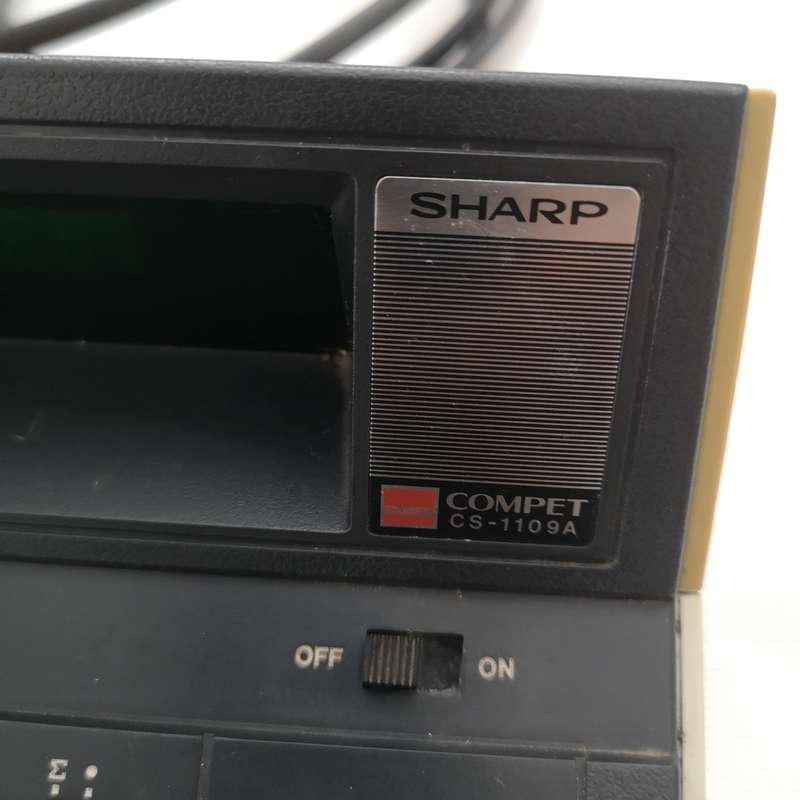 SHARP
COMPET
CS-1109A
OFF
ON
Σ